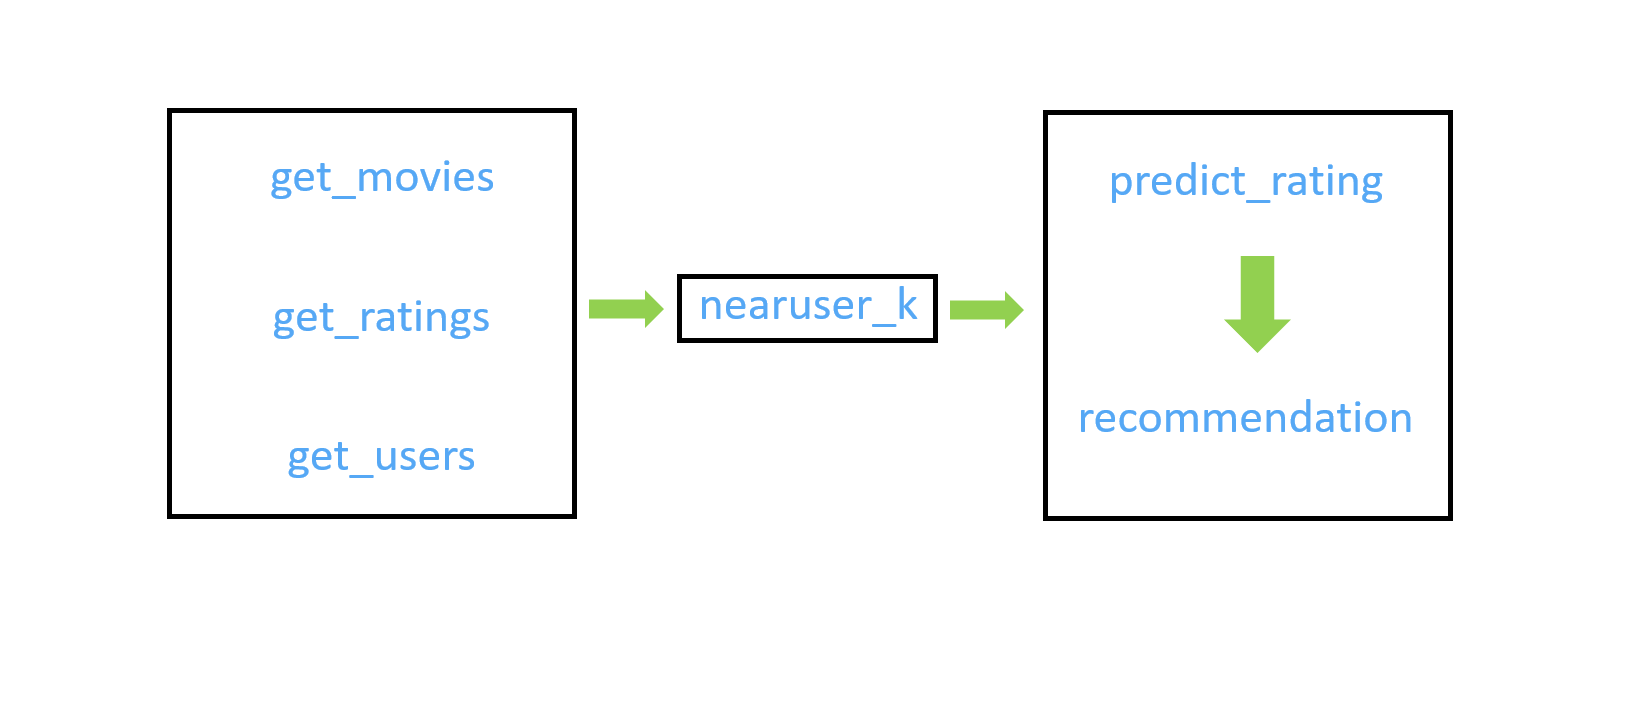 get_movies
get_ratings
get_users
nearuser_k
predict_rating
recommendation